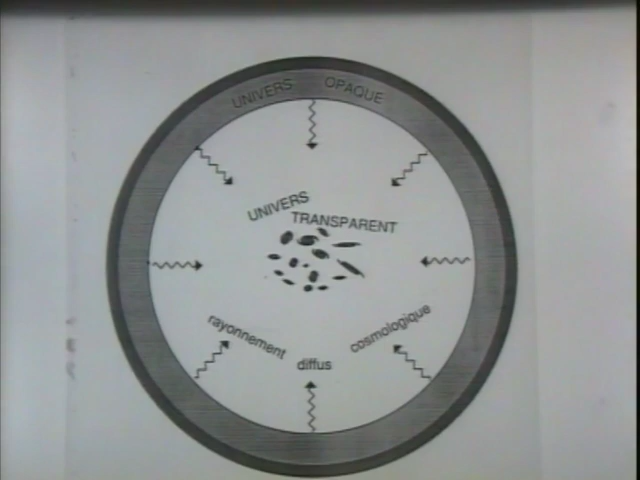 UNIVERS OPAQUE
UNIVERS
TRANSPARENT
rayonnement diffus cosmologique